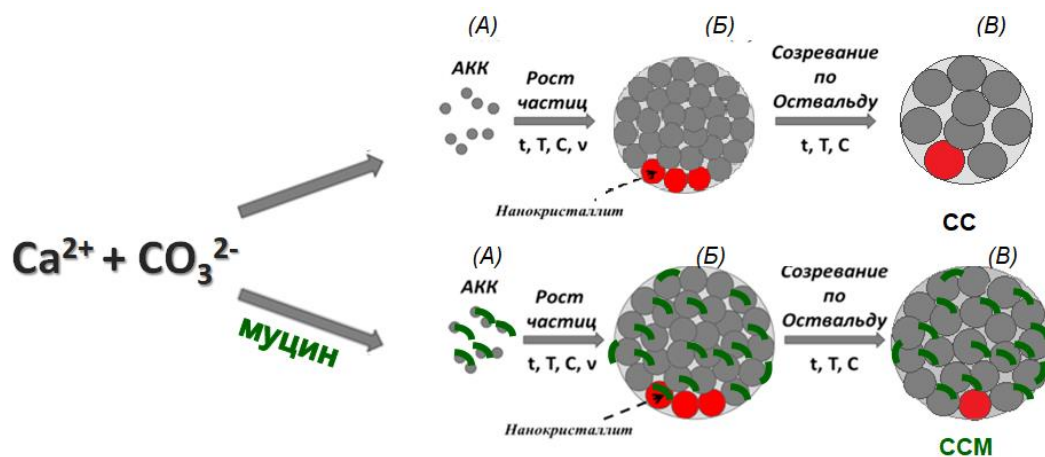 (А)
(Б)
(В)
АКК
Рост
частиц
t, T, C, ν
Созревание
по
Оствальду
t, T, C
Нанокристаллит
СС
Ca²⁺ + CO₃²⁻
муцин
(А)
(Б)
(В)
АКК
Рост
частиц
t, T, C, ν
Созревание
по
Оствальду
t, T, C
Нанокристаллит
ССМ